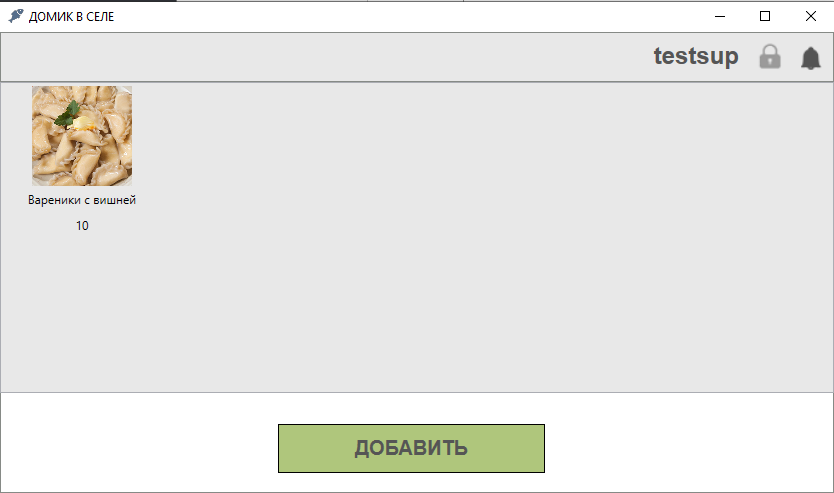 ДОМИК В СЕЛЕ
testsup
Вареники с вишней
10
ДОБАВИТЬ